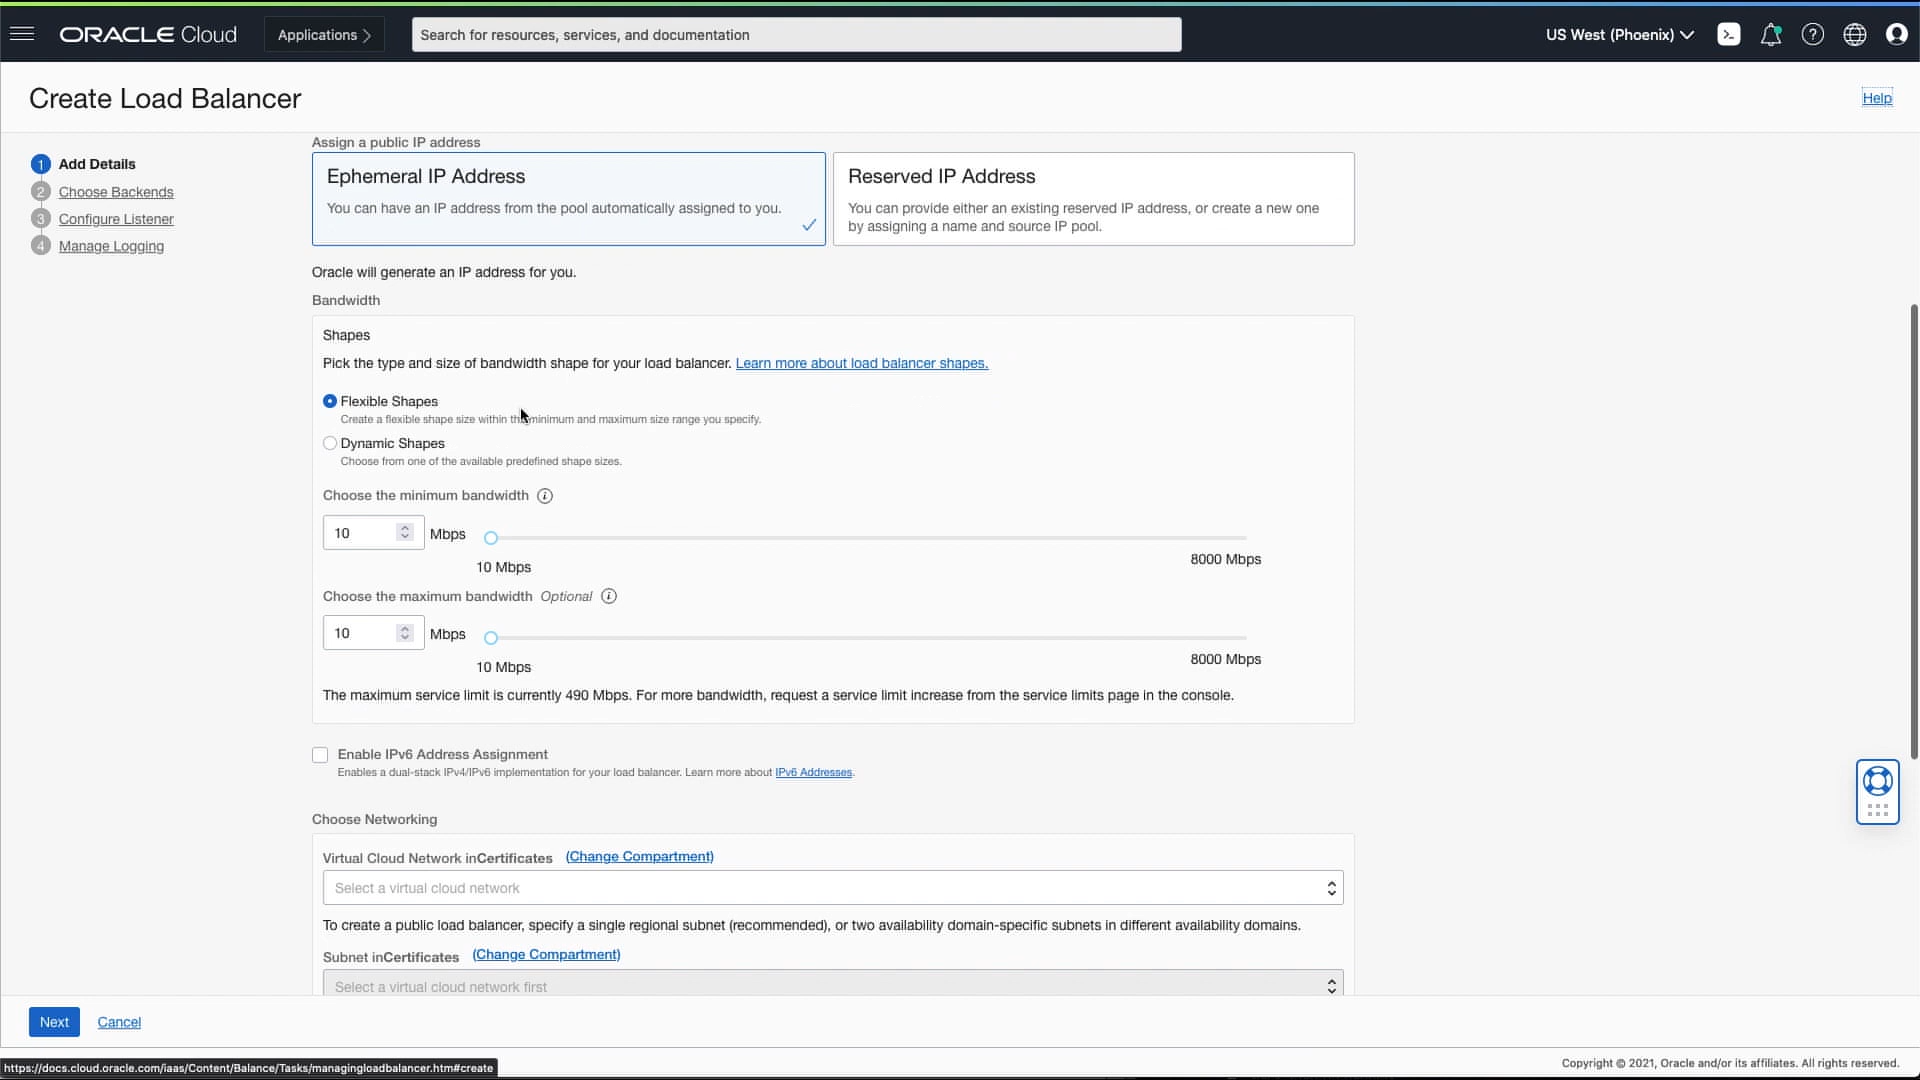 ORACLE Cloud
Applications
Search for resources, services, and documentation
US West (Phoenix)
Create Load Balancer
Help
1 Add Details
2 Choose Backends
3 Configure Listener
4 Manage Logging
Assign a public IP address
Ephemeral IP Address
You can have an IP address from the pool automatically assigned to you.
Reserved IP Address
You can provide either an existing reserved IP address, or create a new one
by assigning a name and source IP pool.
Oracle will generate an IP address for you.
Bandwidth
Shapes
Pick the type and size of bandwidth shape for your load balancer. Learn more about load balancer shapes.
Flexible Shapes
Create a flexible shape size within the minimum and maximum size range you specify.
Dynamic Shapes
Choose from one of the available predefined shape sizes.
Choose the minimum bandwidth
10 Mbps
10 Mbps
8000 Mbps
Choose the maximum bandwidth Optional
10 Mbps
10 Mbps
8000 Mbps
The maximum service limit is currently 490 Mbps. For more bandwidth, request a service limit increase from the service limits page in the console.
Enable IPv6 Address Assignment
Enables a dual-stack IPv4/IPv6 implementation for your load balancer. Learn more about IPv6 Addresses.
Choose Networking
Virtual Cloud Network inCertificates (Change Compartment)
Select a virtual cloud network
To create a public load balancer, specify a single regional subnet (recommended), or two availability domain-specific subnets in different availability domains.
Subnet inCertificates (Change Compartment)
Select a virtual cloud network first
Next
Cancel
https://docs.cloud.oracle.com/iaas/Content/Balance/Tasks/managingloadbalancer.htm#create
Copyright © 2021, Oracle and/or its affiliates. All rights reserved.